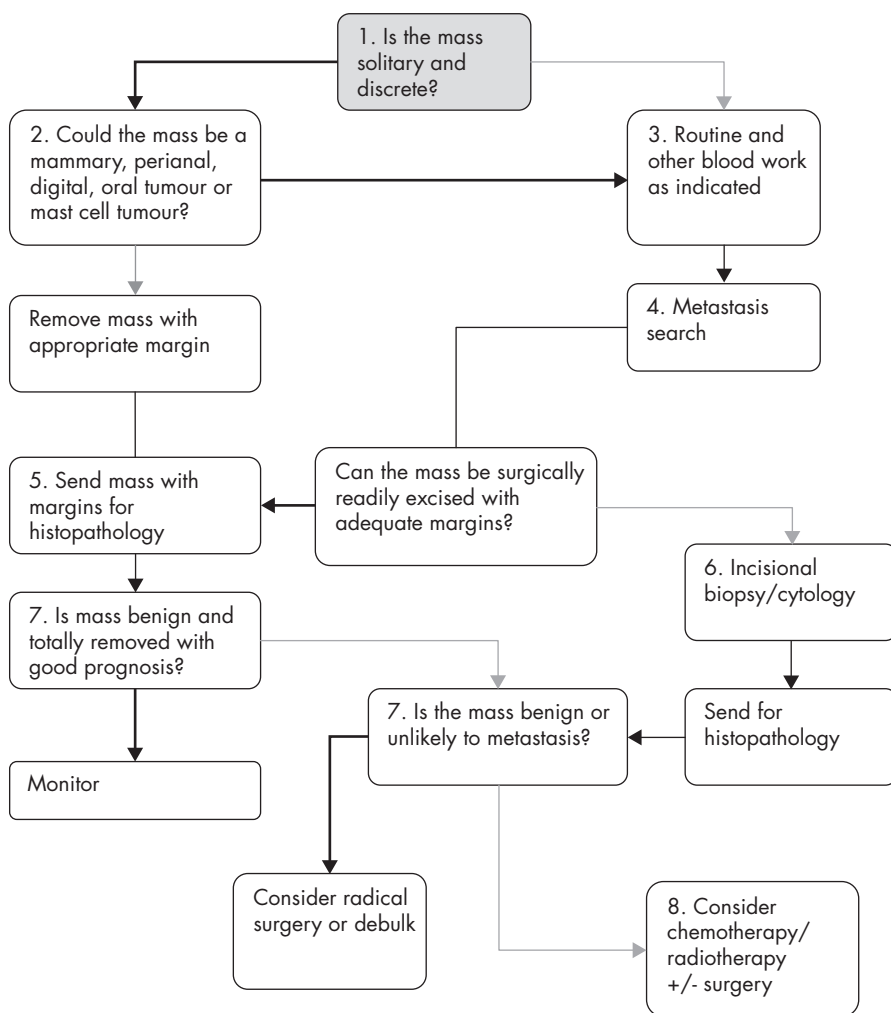 1. Is the mass
solitary and
discrete?
2. Could the mass be a
mammary, perianal,
digital, oral tumour or
mast cell tumour?
3. Routine and
other blood work
as indicated
Remove mass with
appropriate margin
4. Metastasis
search
5. Send mass with
margins for
histopathology
Can the mass be surgically
readily excised with
adequate margins?
6. Incisional
biopsy/cytology
7. Is mass benign and
totally removed with
good prognosis?
7. Is the mass benign or
unlikely to metastasis?
Send for
histopathology
Monitor
Consider radical
surgery or debulk
8. Consider
chemotherapy/
radiotherapy
+/- surgery